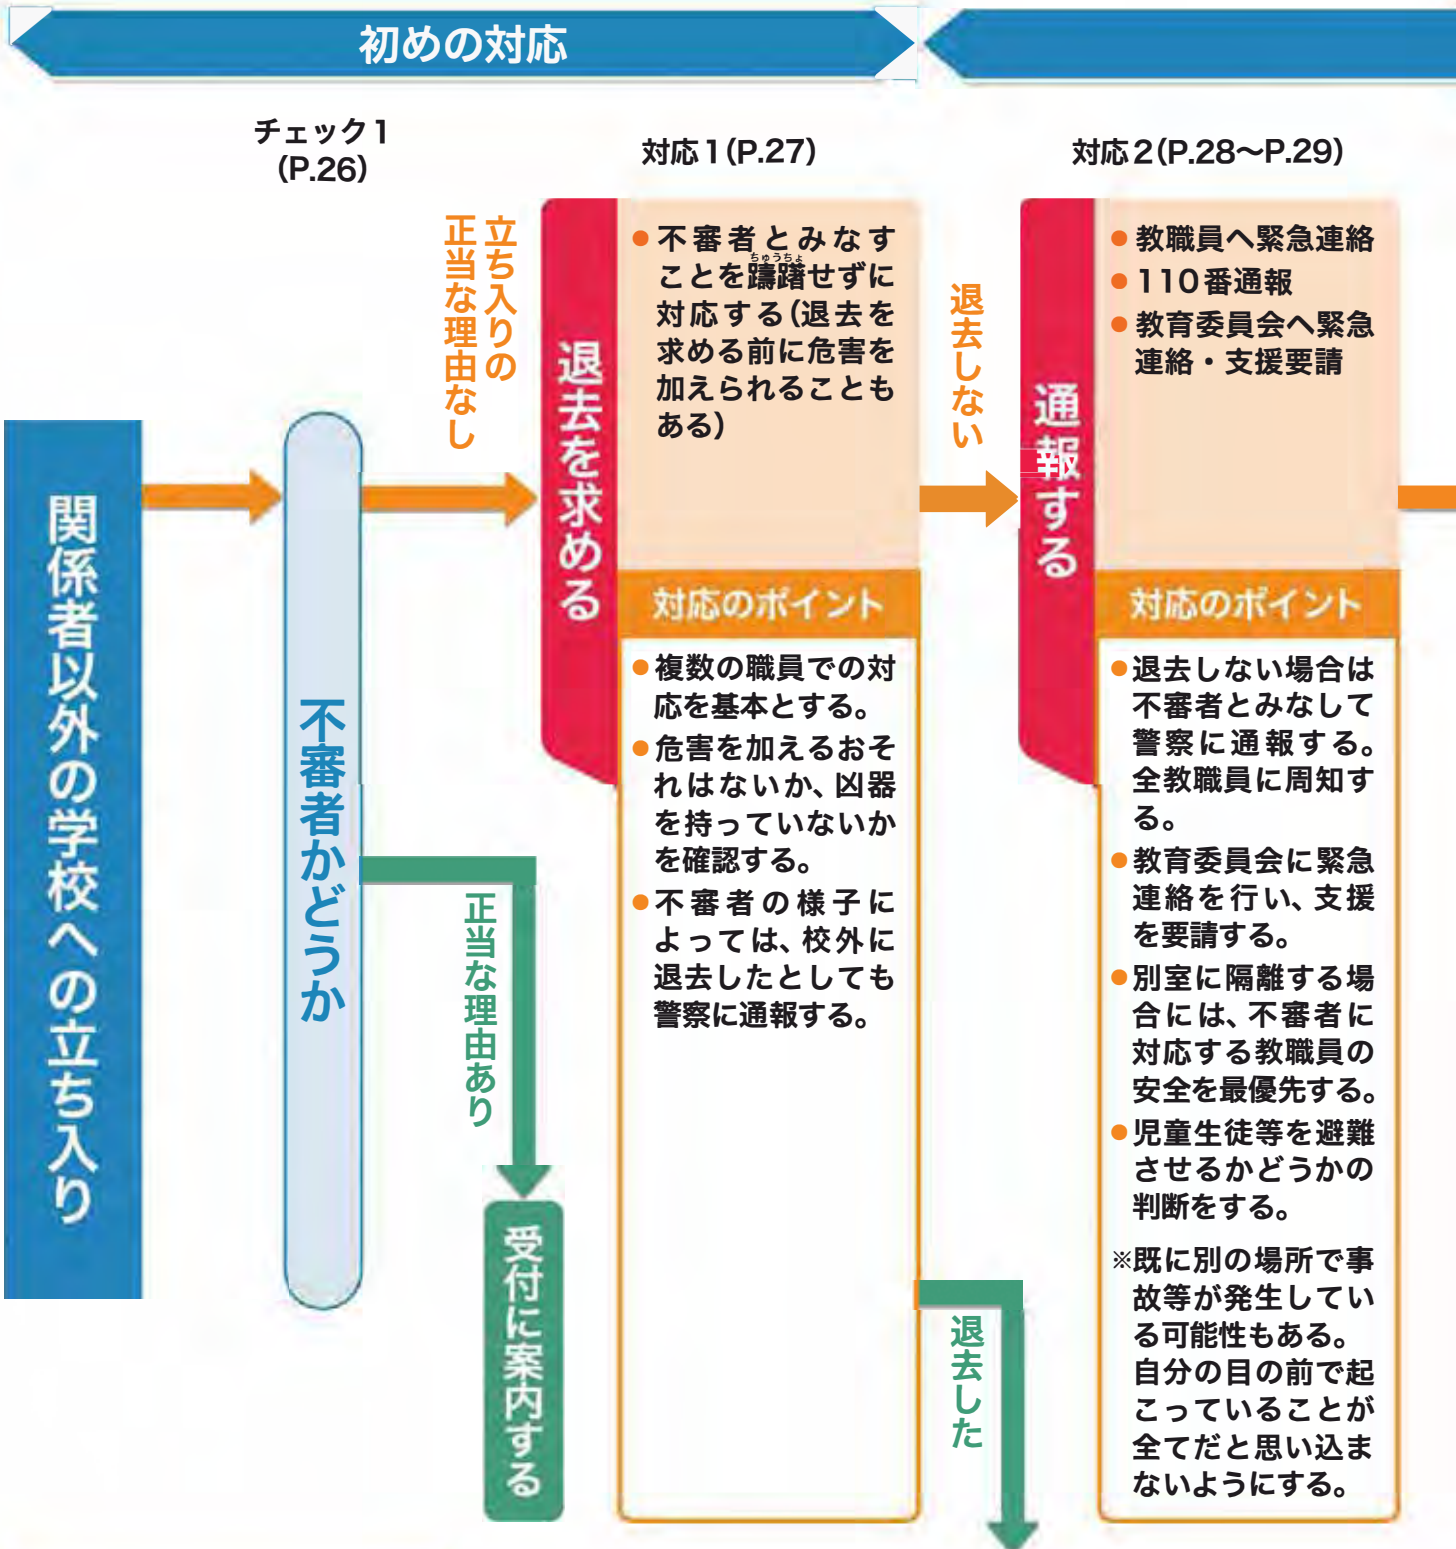 初めの対応
チェック1
(P.26)
対応1(P.27)
対応2(P.28〜P.29)
関係者以外の学校への立ち入り
不審者かどうか
立ち入りの
正当な理由なし
正当な理由あり
受付に案内する
退去を求める
●不審者とみなす
ことを躊躇せずに
ちゅうちょ
対応する(退去を
求める前に危害を
加えられることも
ある)
対応のポイント
●複数の職員での対
応を基本とする。
●危害を加えるおそ
れはないか、凶器
を持っていないか
を確認する。
●不審者の様子に
よっては、校外に
退去したとしても
警察に通報する。
退去しない
退去した
通報する
●教職員へ緊急連絡
●110番通報
●教育委員会へ緊急
連絡・支援要請
対応のポイント
●退去しない場合は
不審者とみなして
警察に通報する。
全教職員に周知す
る。
●教育委員会に緊急
連絡を行い、支援
を要請する。
●別室に隔離する場
合には、不審者に
対応する教職員の
安全を最優先する。
●児童生徒等を避難
させるかどうかの
判断をする。
※既に別の場所で事
故等が発生してい
る可能性もある。
自分の目の前で起
こっていることが
全てだと思い込ま
ないようにする。